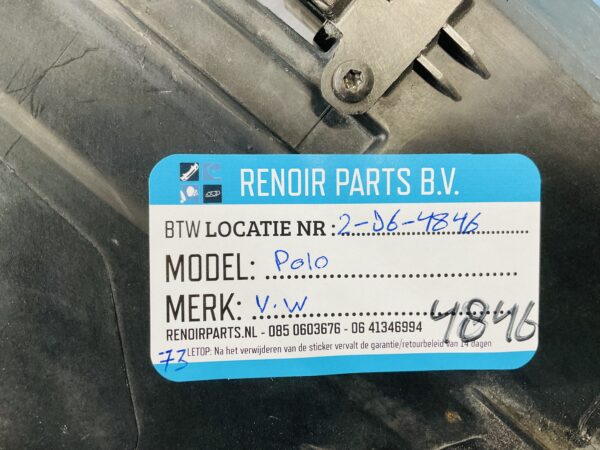 RENOIR PARTS B.V.
BTW LOCATIE NR : 2-D6-4846
MODEL: Polo
MERK: V.W
4846
RENOIRPARTS.NL - 085 0603676 - 06 41346994
73 LETOP: Na het verwijderen van de sticker vervalt de garantie/retourbeleid van 14 dagen